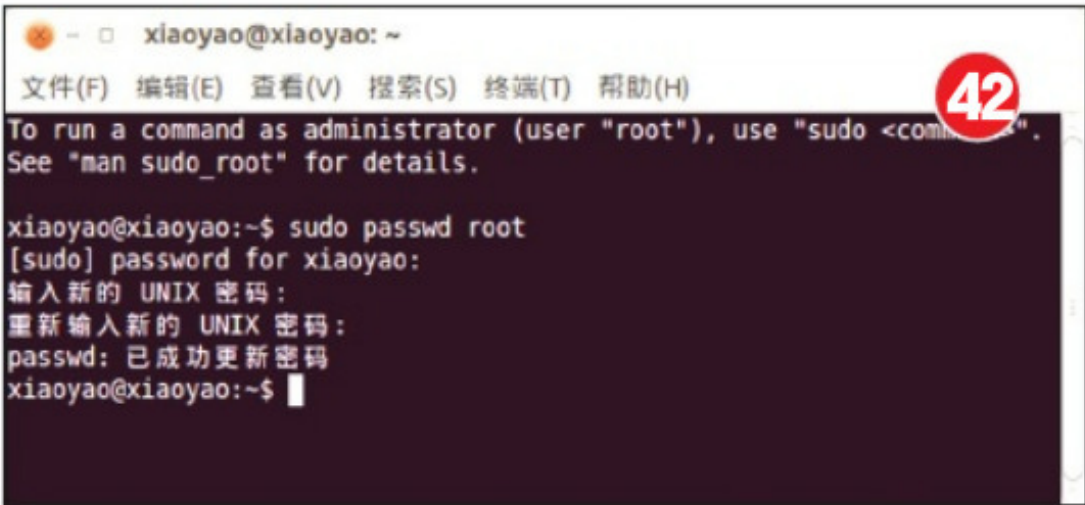 xiaoyao@xiaoyao: ~
文件(F) 编辑(E) 查看(V) 搜索(S) 终端(T) 帮助(H)
42
To run a command as administrator (user "root"), use "sudo ".
See "man sudo_root" for details.
xiaoyao@xiaoyao:~$ sudo passwd root
[sudo] password for xiaoyao:
输入新的 UNIX 密码:
重新输入新的 UNIX 密码:
passwd: 已成功更新密码
xiaoyao@xiaoyao:~$